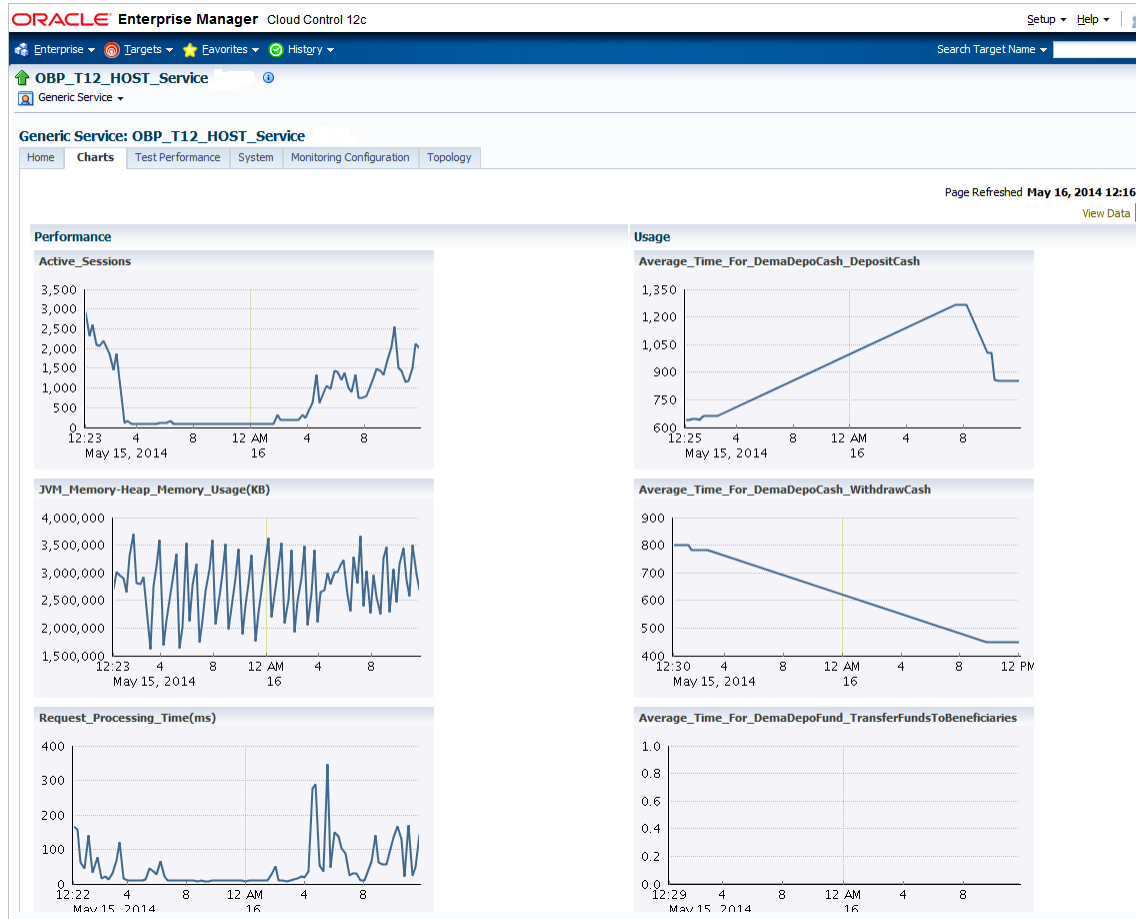 ORACLE Enterprise Manager Cloud Control 12c
Setup Help
Enterprise Targets Favorites History Search Target Name
OBP_T12_HOST_Service
Generic Service
Generic Service: OBP_T12_HOST_Service
Home Charts Test Performance System Monitoring Configuration Topology
Page Refreshed May 16, 2014 12:16
View Data
Performance
Active_Sessions
3,500
3,000
2,500
2,000
1,500
1,000
500
0
12:23 4 8 12 AM 4 8
May 15, 2014 16
JVM_Memory-Heap_Memory_Usage(KB)
4,000,000
3,500,000
3,000,000
2,500,000
2,000,000
1,500,000
12:23 4 8 12 AM 4 8
May 15, 2014 16
Request_Processing_Time(ms)
400
300
200
100
0
12:22 4 8 12 AM 4 8
May 15, 2014 16
Usage
Average_Time_For_DemaDepoCash_DepositCash
1,350
1,200
1,050
900
750
600
12:25 4 8 12 AM 4 8
May 15, 2014 16
Average_Time_For_DemaDepoCash_WithdrawCash
900
800
700
600
500
400
12:30 4 8 12 AM 4 8 12 PM
May 15, 2014 16
Average_Time_For_DemaDepoFund_TransferFundsToBeneficiaries
1.0
0.8
0.6
0.4
0.2
0.0
12:29 4 8 12 AM 4 8
May 15, 2014 16